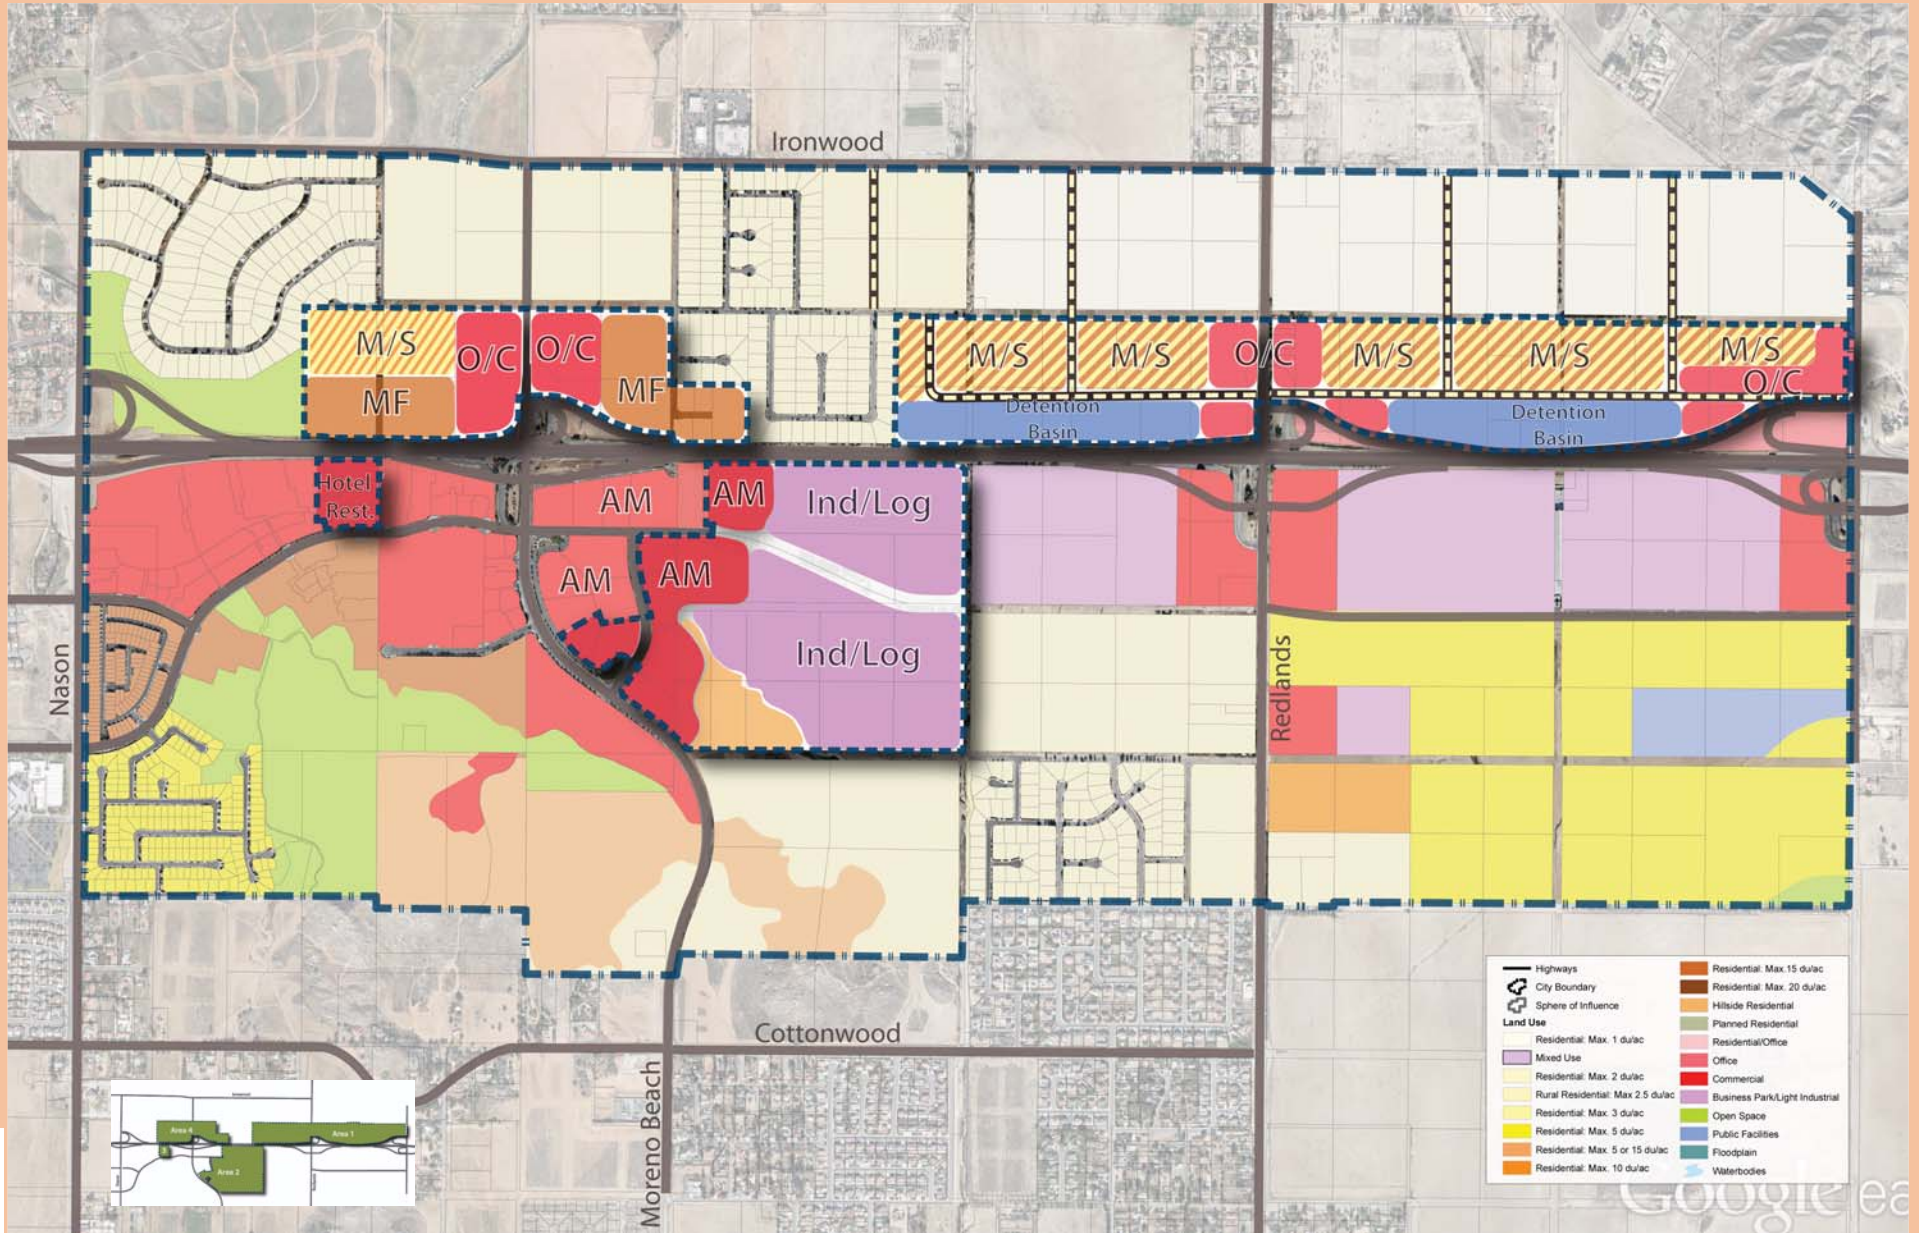 Ironwood
M/S
O/C
O/C
MF
MF
M/S
M/S
O/C
M/S
M/S
M/S
O/C
Detention
Basin
Detention
Basin
Hotel
Rest.
AM
AM
Ind/Log
AM
AM
Ind/Log
Nason
Redlands
Cottonwood
Moreno Beach
Area 4
Area 1
3
Area 2
Highways
City Boundary
Sphere of Influence
Land Use
Residential: Max. 1 du/ac
Mixed Use
Residential: Max. 2 du/ac
Rural Residential: Max 2.5 du/ac
Residential: Max. 3 du/ac
Residential: Max. 5 du/ac
Residential: Max. 5 or 15 du/ac
Residential: Max. 10 du/ac
Residential: Max.15 du/ac
Residential: Max. 20 du/ac
Hillside Residential
Planned Residential
Residential/Office
Office
Commercial
Business Park/Light Industrial
Open Space
Public Facilities
Floodplain
Waterbodies
Google ea